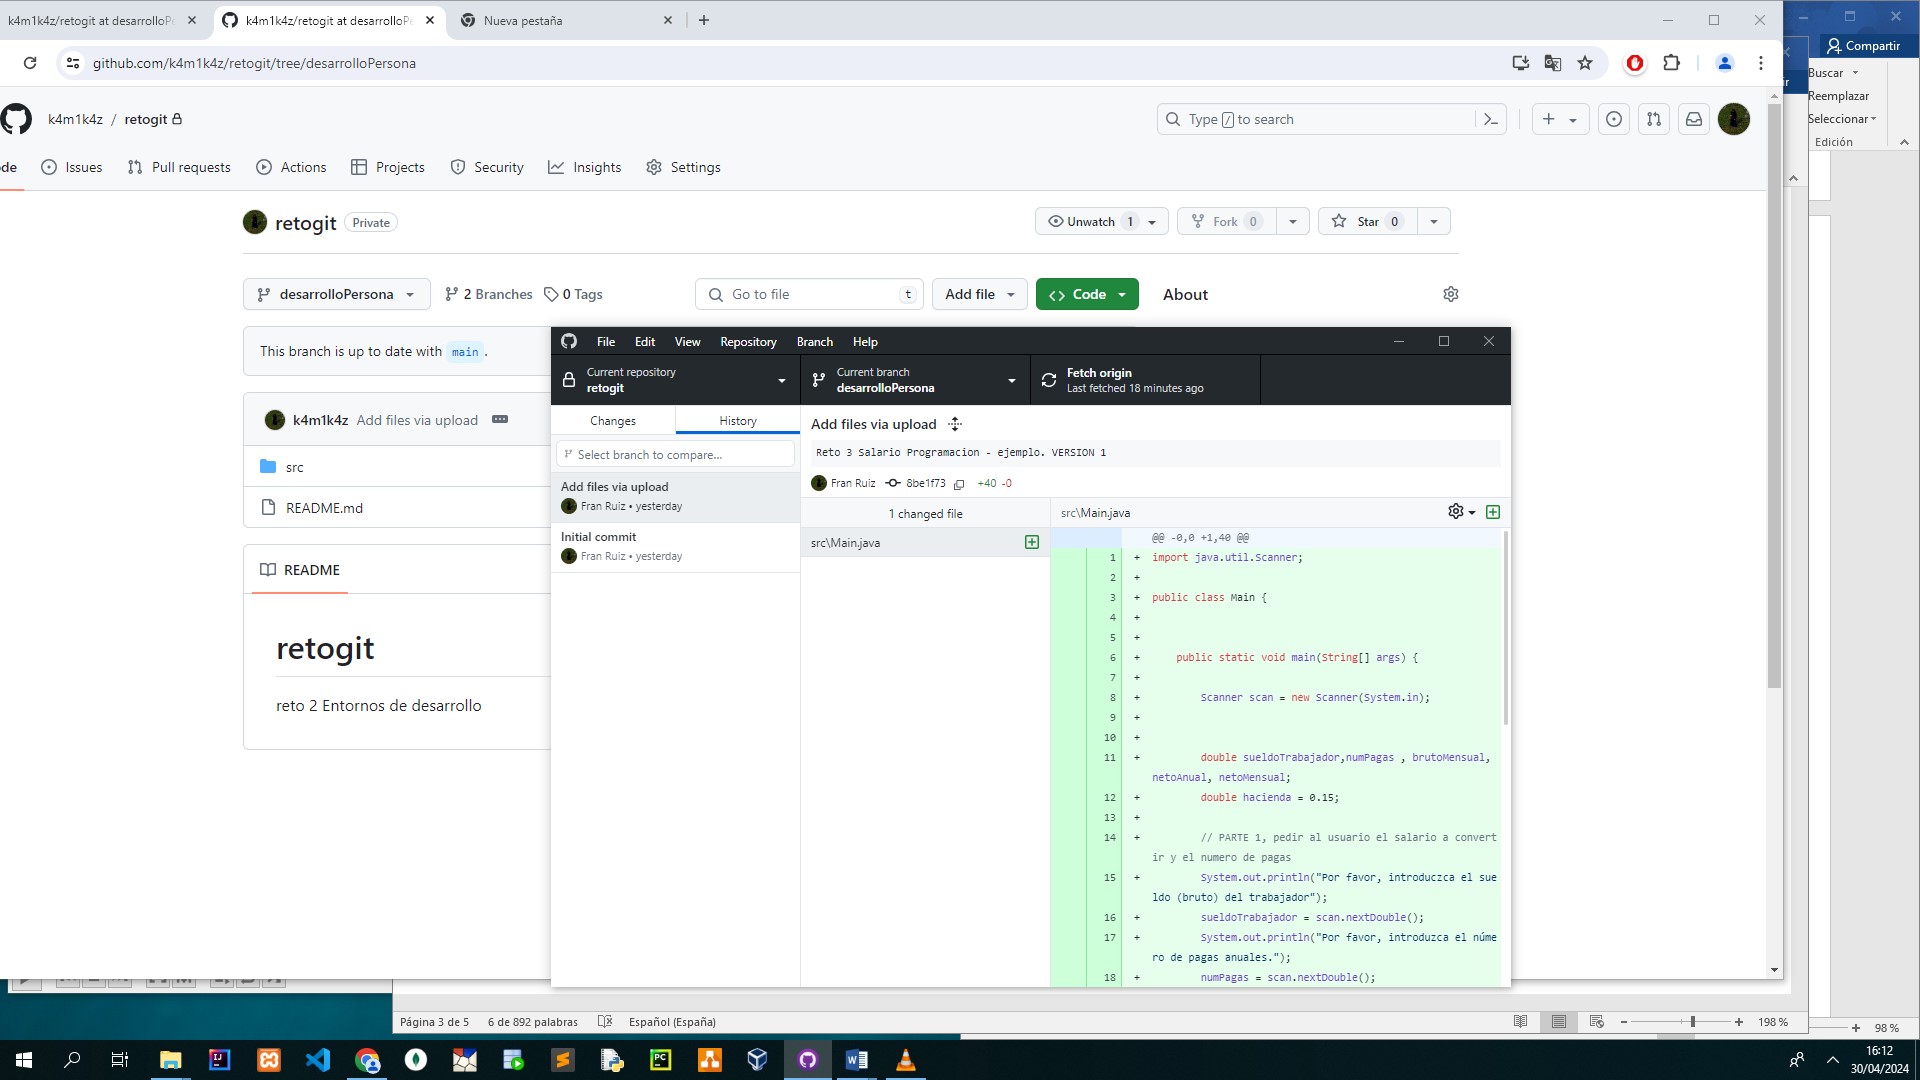 k4m1k4z/retogit at desarrolloPe
k4m1k4z/retogit at desarrolloPe
Nueva pestaña
github.com/k4m1k4z/retogit/tree/desarrolloPersona
Compartir
Buscar
Reemplazar
Seleccionar
Edición
ir
k4m1k4z / retogit
Type / to search
de
Issues
Pull requests
Actions
Projects
Security
Insights
Settings
retogit
Private
Unwatch 1
Fork 0
Star 0
desarrolloPersona
2 Branches
0 Tags
Go to file
t
Add file
<> Code
About
This branch is up to date with main .
k4m1k4z Add files via upload
src
README.md
README
retogit
reto 2 Entornos de desarrollo
File Edit View Repository Branch Help
Current repository
retogit
Current branch
desarrolloPersona
Fetch origin
Last fetched 18 minutes ago
Changes
History
Select branch to compare...
Add files via upload
Fran Ruiz • yesterday
Initial commit
Fran Ruiz • yesterday
Add files via upload
Reto 3 Salario Programacion - ejemplo. VERSION 1
Fran Ruiz 8be1f73 +40 -0
1 changed file
src\Main.java
src\Main.java
@@ -0,0 +1,40 @@
1 + import java.util.Scanner;
2 +
3 + public class Main {
4 +
5 +
6 + public static void main(String[] args) {
7 +
8 + Scanner scan = new Scanner(System.in);
9 +
10 +
11 + double sueldoTrabajador,numPagas , brutoMensual,
netoAnual, netoMensual;
12 + double hacienda = 0.15;
13 +
14 + // PARTE 1, pedir al usuario el salario a convert
ir y el numero de pagas
15 + System.out.println("Por favor, introduczca el sue
ldo (bruto) del trabajador");
16 + sueldoTrabajador = scan.nextDouble();
17 + System.out.println("Por favor, introduzca el núme
ro de pagas anuales.");
18 + numPagas = scan.nextDouble();
Página 3 de 5
6 de 892 palabras
Español (España)
198 %
98 %
16:12
30/04/2024